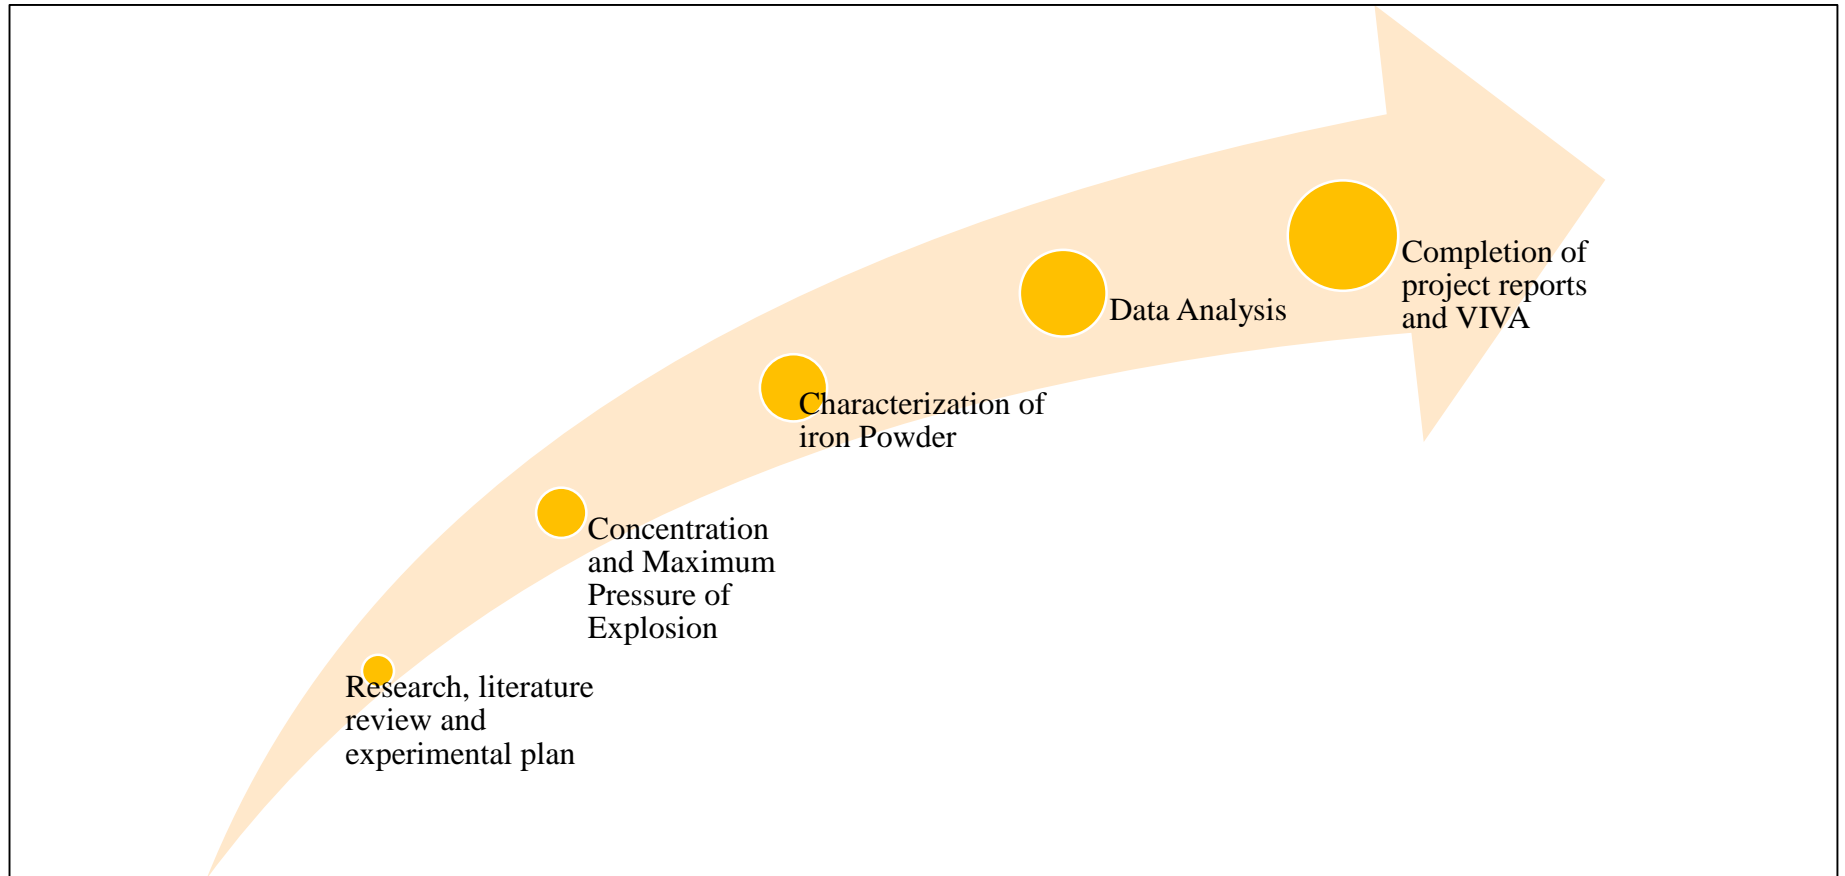 Research, literature
review and
experimental plan
Concentration
and Maximum
Pressure of
Explosion
Characterization of
iron Powder
Data Analysis
Completion of
project reports
and VIVA